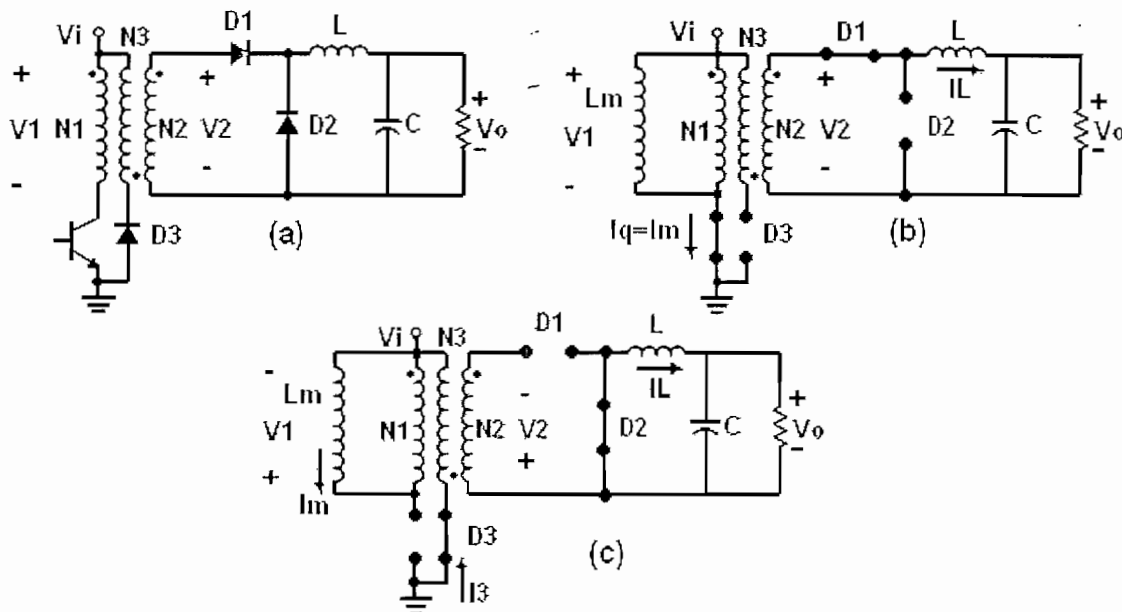 Vi N3 D1 L
+ V1 - N1 N2 + V2 - D2 C + Vo -
D3
(a)
Vi N3 D1 L
IL
+ Lm V1 - N1 N2 + V2 - D2 C + Vo -
Iq=Im D3
(b)
Vi N3 D1 L
IL
- Lm V1 + N1 N2 - V2 + D2 C + Vo -
Im
D3
I3
(c)